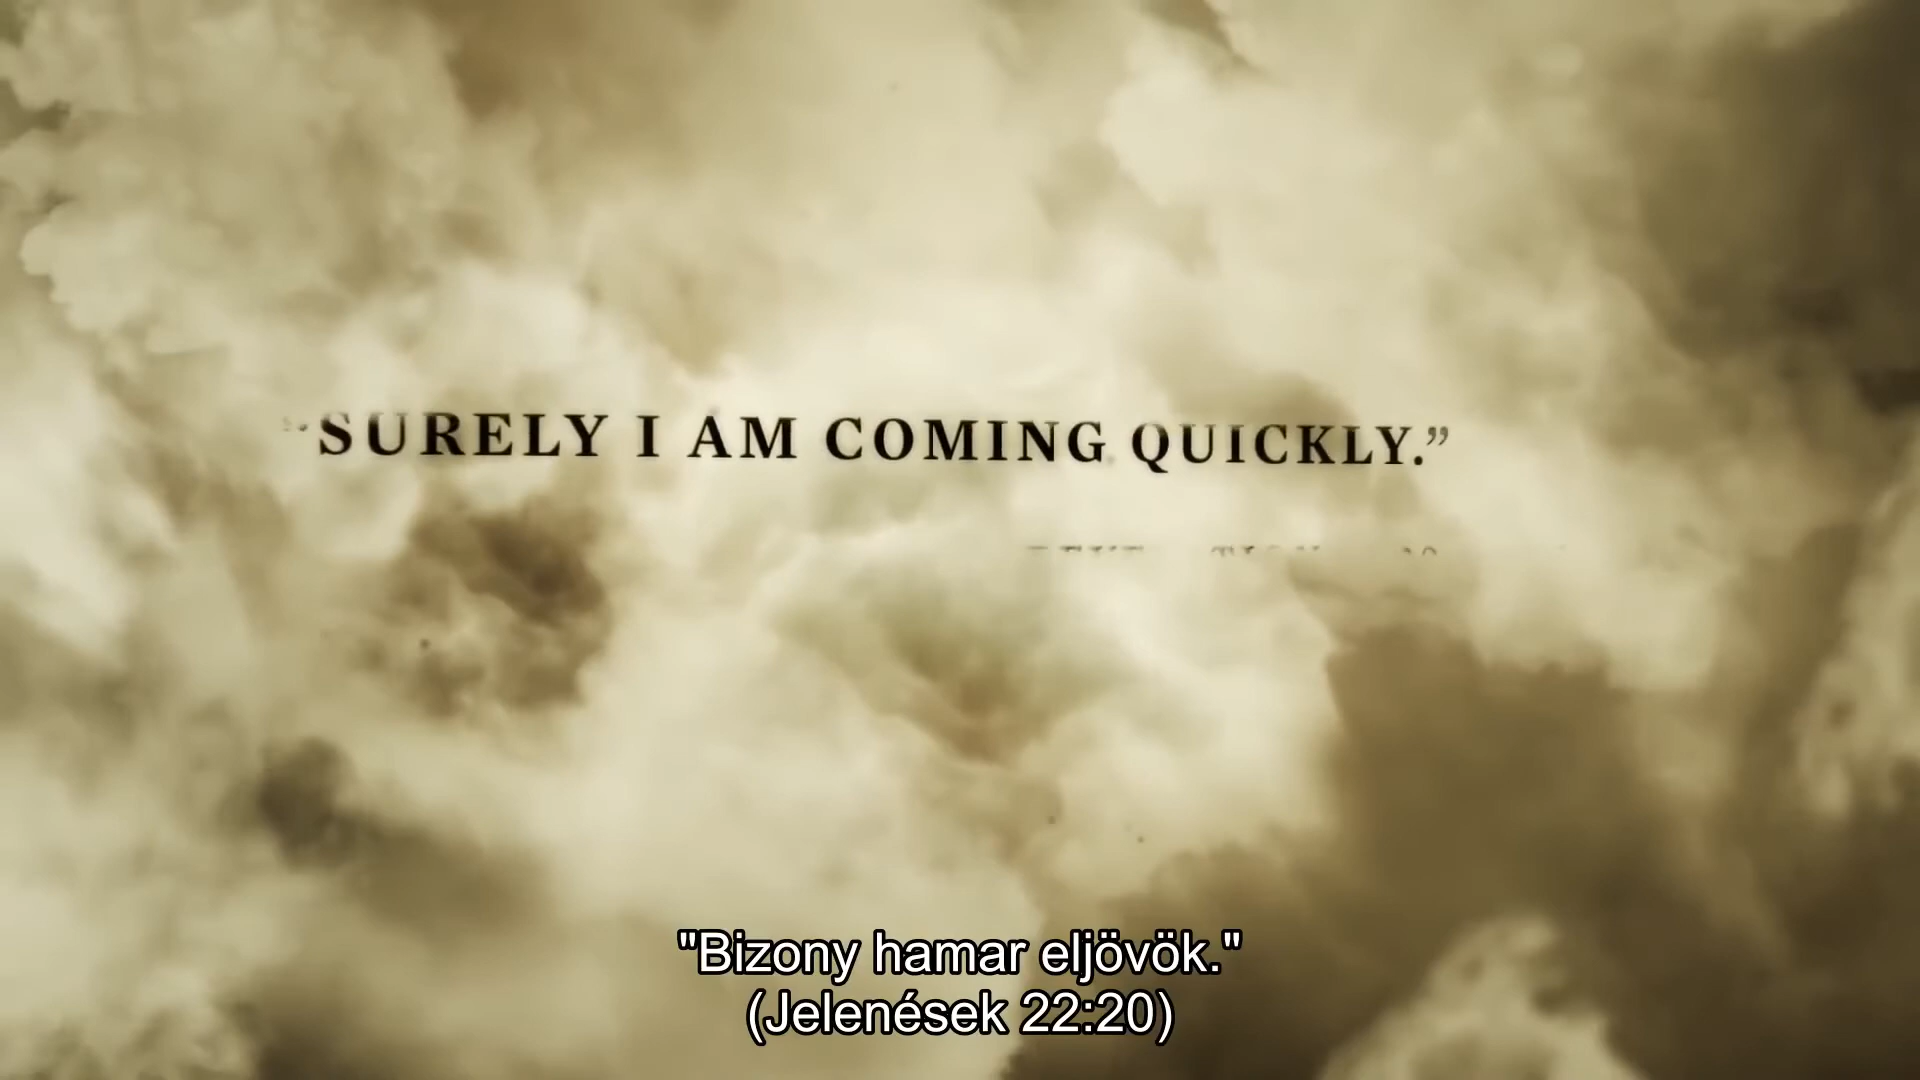 “SURELY I AM COMING QUICKLY.”
"Bizony hamar eljövök."
(Jelenések 22:20)